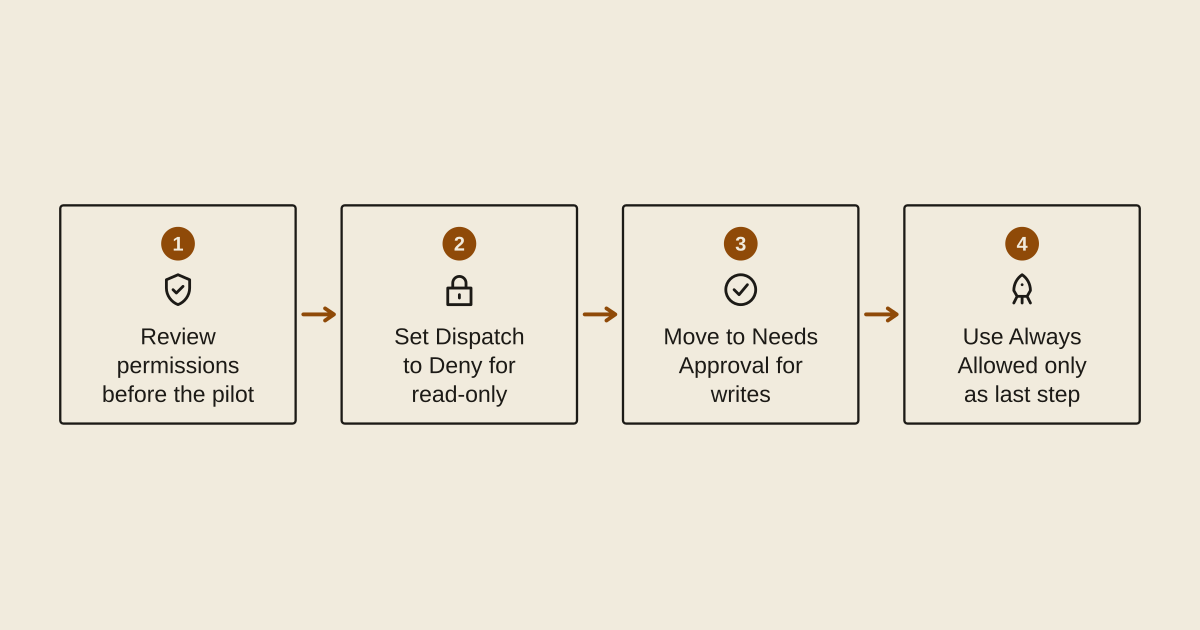 1
Review
permissions
before the pilot
2
Set Dispatch
to Deny for
read-only
3
Move to Needs
Approval for
writes
4
Use Always
Allowed only
as last step